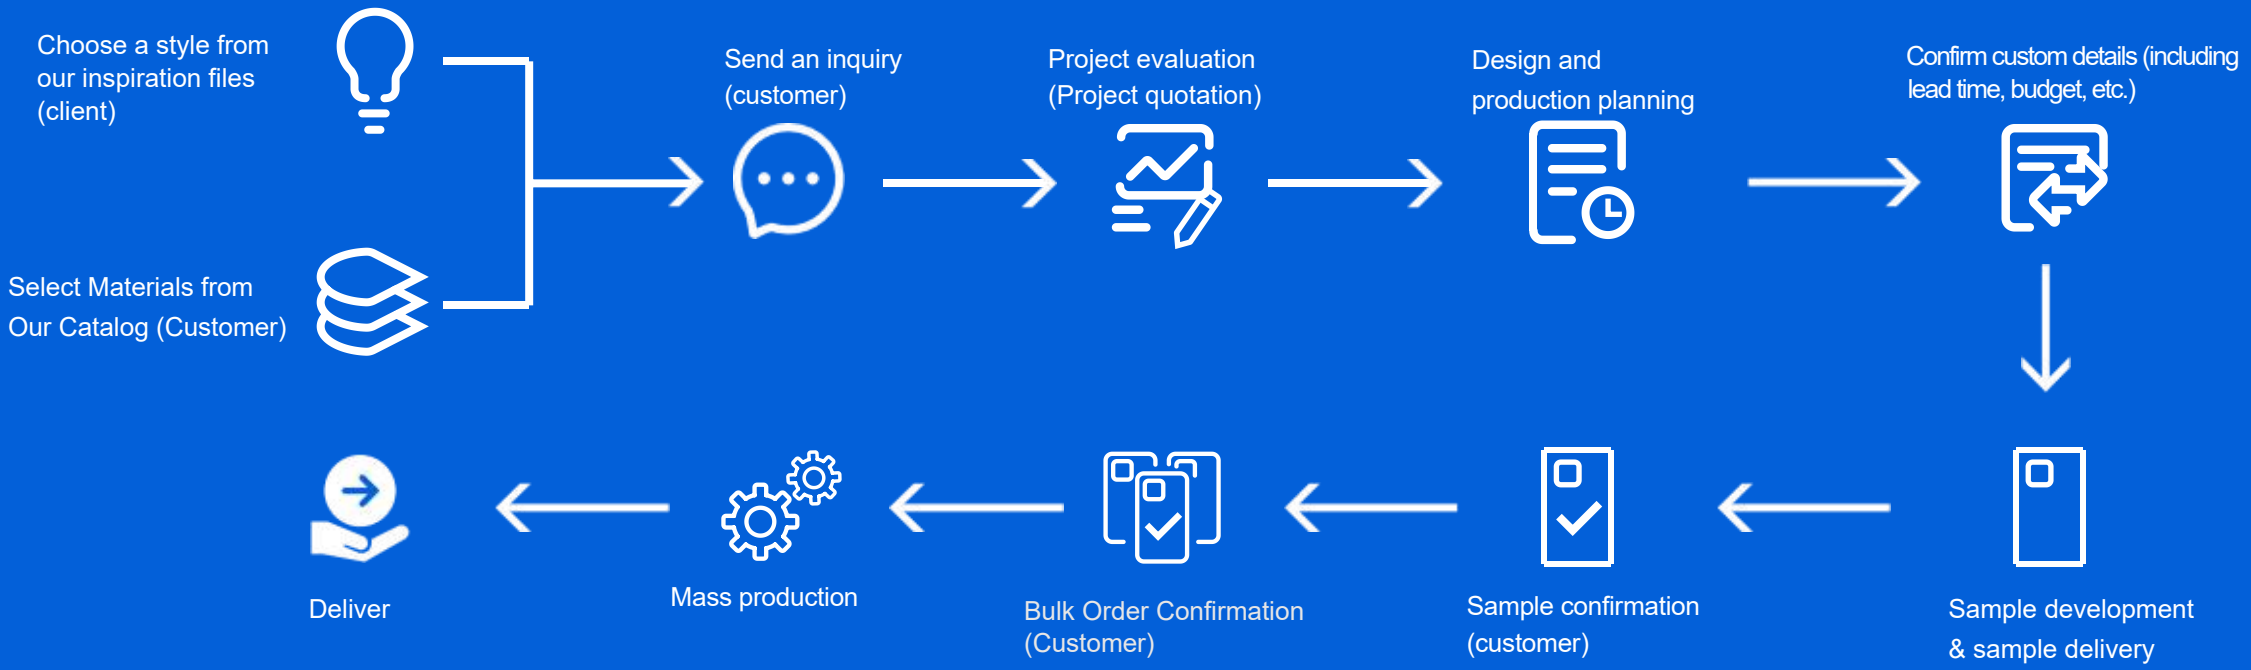 Choose a style from
our inspiration files
(client)
Select Materials from
Our Catalog (Customer)
Send an inquiry
(customer)
Project evaluation
(Project quotation)
Design and
production planning
Confirm custom details (including
lead time, budget, etc.)
Sample development
& sample delivery
Sample confirmation
(customer)
Bulk Order Confirmation
(Customer)
Mass production
Deliver